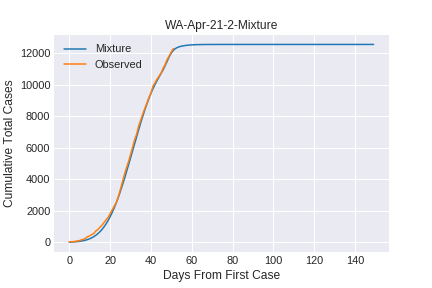 WA-Apr-21-2-Mixture
Mixture
Observed
12000
10000
8000
6000
4000
2000
0
Cumulative Total Cases
0 20 40 60 80 100 120 140
Days From First Case